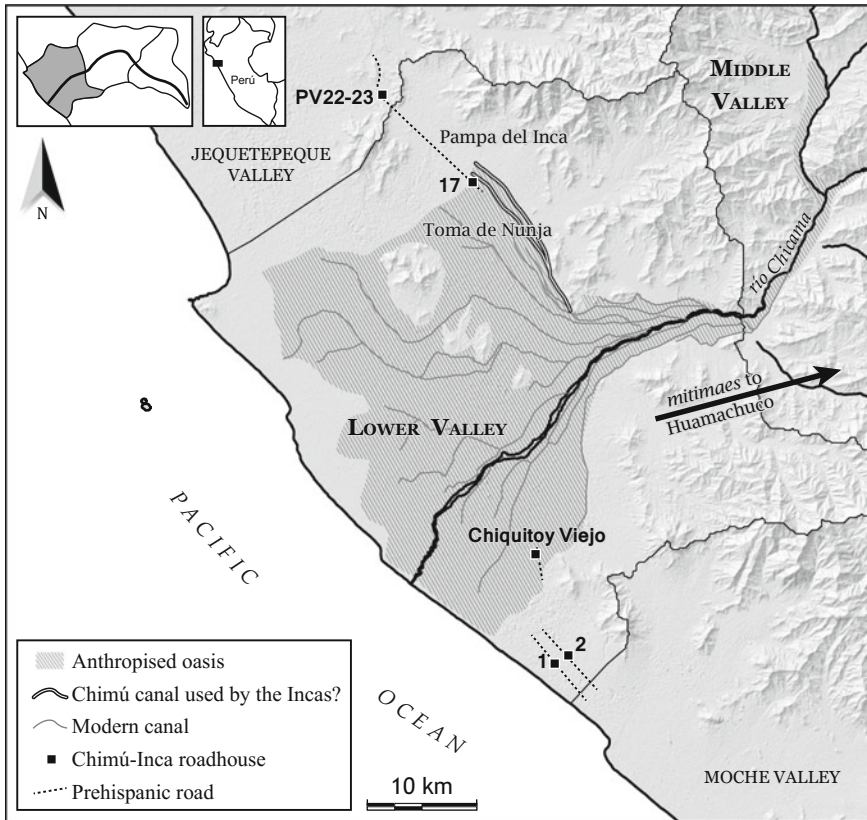 Perú
PV22-23
MIDDLE
VALLEY
Pampa del Inca
JEQUETEPEQUE
VALLEY
17
N
Toma de Nunja
río Chicama
mitimaes to
Huamachuco
LOWER VALLEY
PACIFIC
Chiquitoy Viejo
2
1
OCEAN
Anthropised oasis
Chimú canal used by the Incas?
Modern canal
Chimú-Inca roadhouse
Prehispanic road
10 km
MOCHE VALLEY